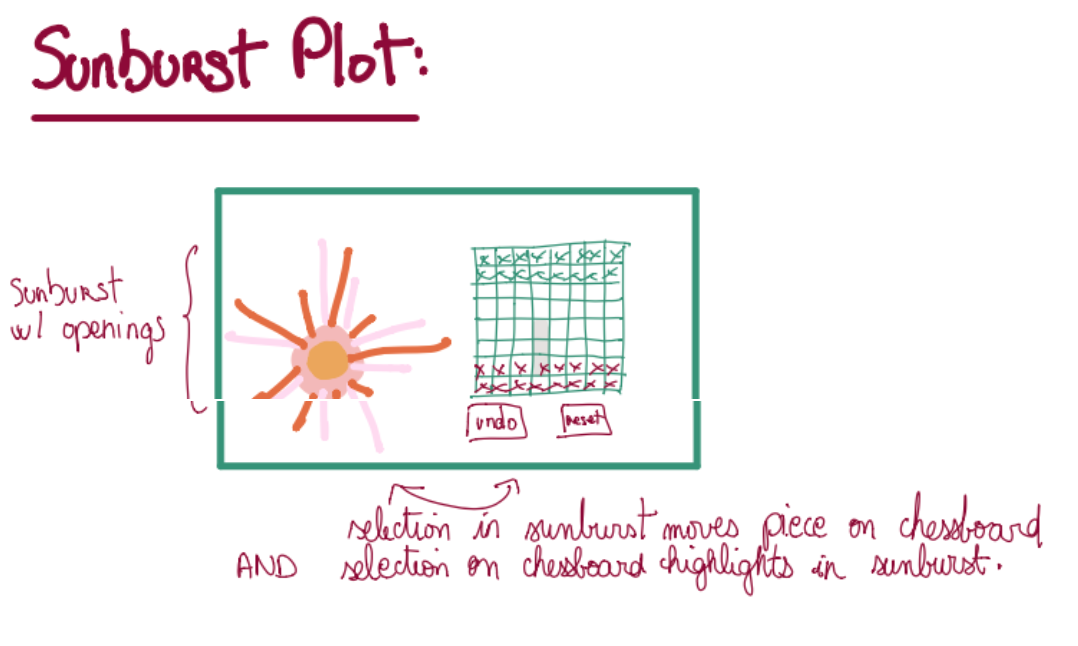 Sunburst Plot:
Sunburst
w/ openings
undo
reset
selection in sunburst moves piece on chessboard
AND selection on chessboard highlights in sunburst.